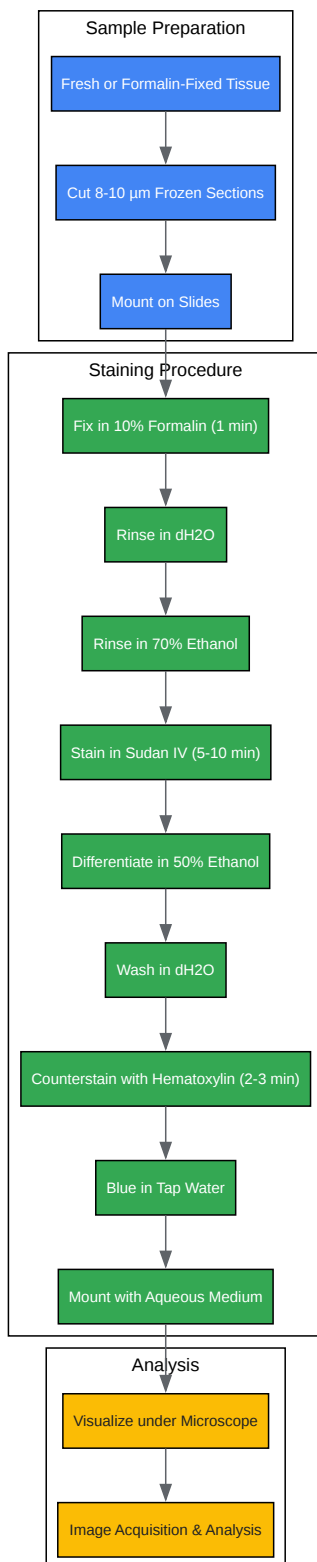 Sample Preparation
Fresh or Formalin-Fixed Tissue
Cut 8-10 µm Frozen Sections
Mount on Slides
Staining Procedure
Fix in 10% Formalin (1 min)
Rinse in dH2O
Rinse in 70% Ethanol
Stain in Sudan IV (5-10 min)
Differentiate in 50% Ethanol
Wash in dH2O
Counterstain with Hematoxylin (2-3 min)
Blue in Tap Water
Mount with Aqueous Medium
Analysis
Visualize under Microscope
Image Acquisition & Analysis